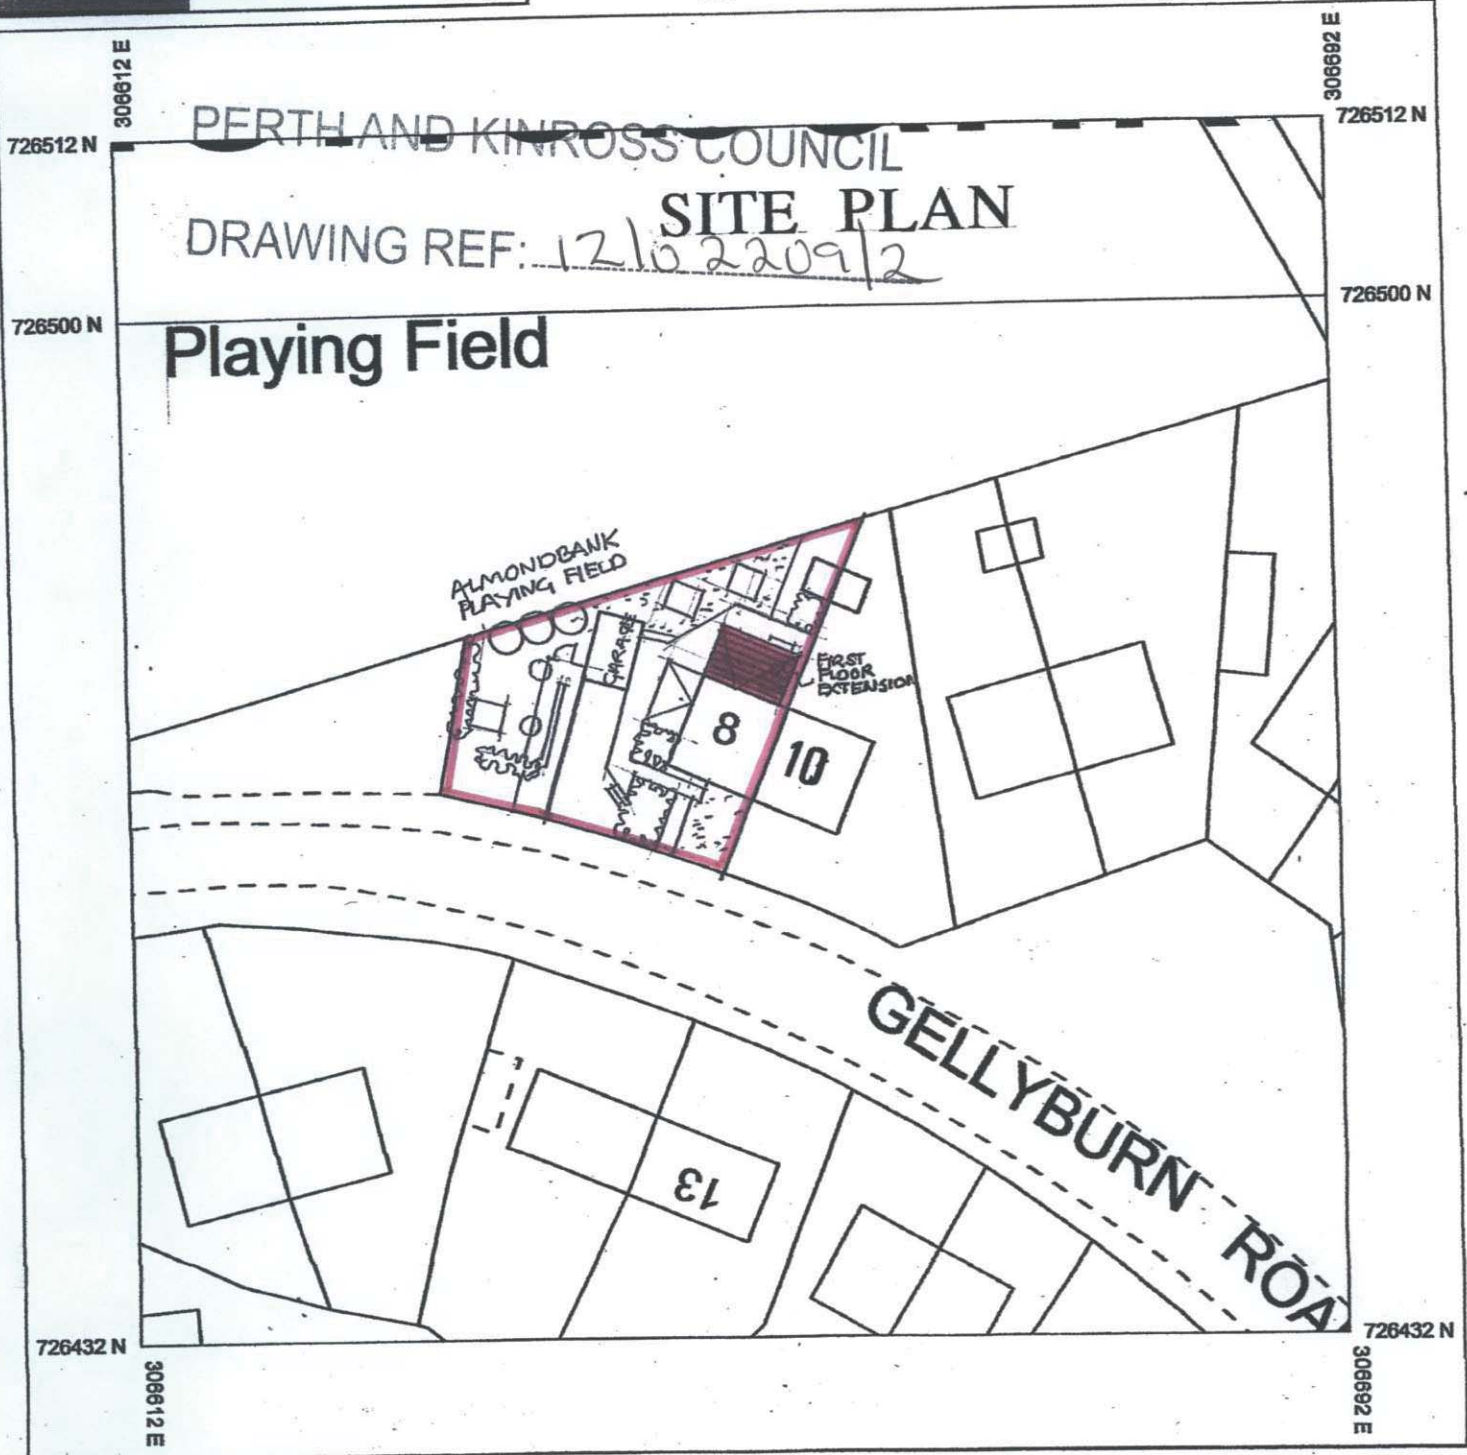 306612 E
306692 E
726512 N
726512 N
PERTH AND KINROSS COUNCIL
SITE PLAN
DRAWING REF: 12/02209/2
726500 N
726500 N
Playing Field
ALMONDBANK
PLAYING FIELD
GARAGE
FIRST
FLOOR
EXTENSION
8
10
GELLYBURN ROA
13
726432 N
726432 N
306612 E
306692 E